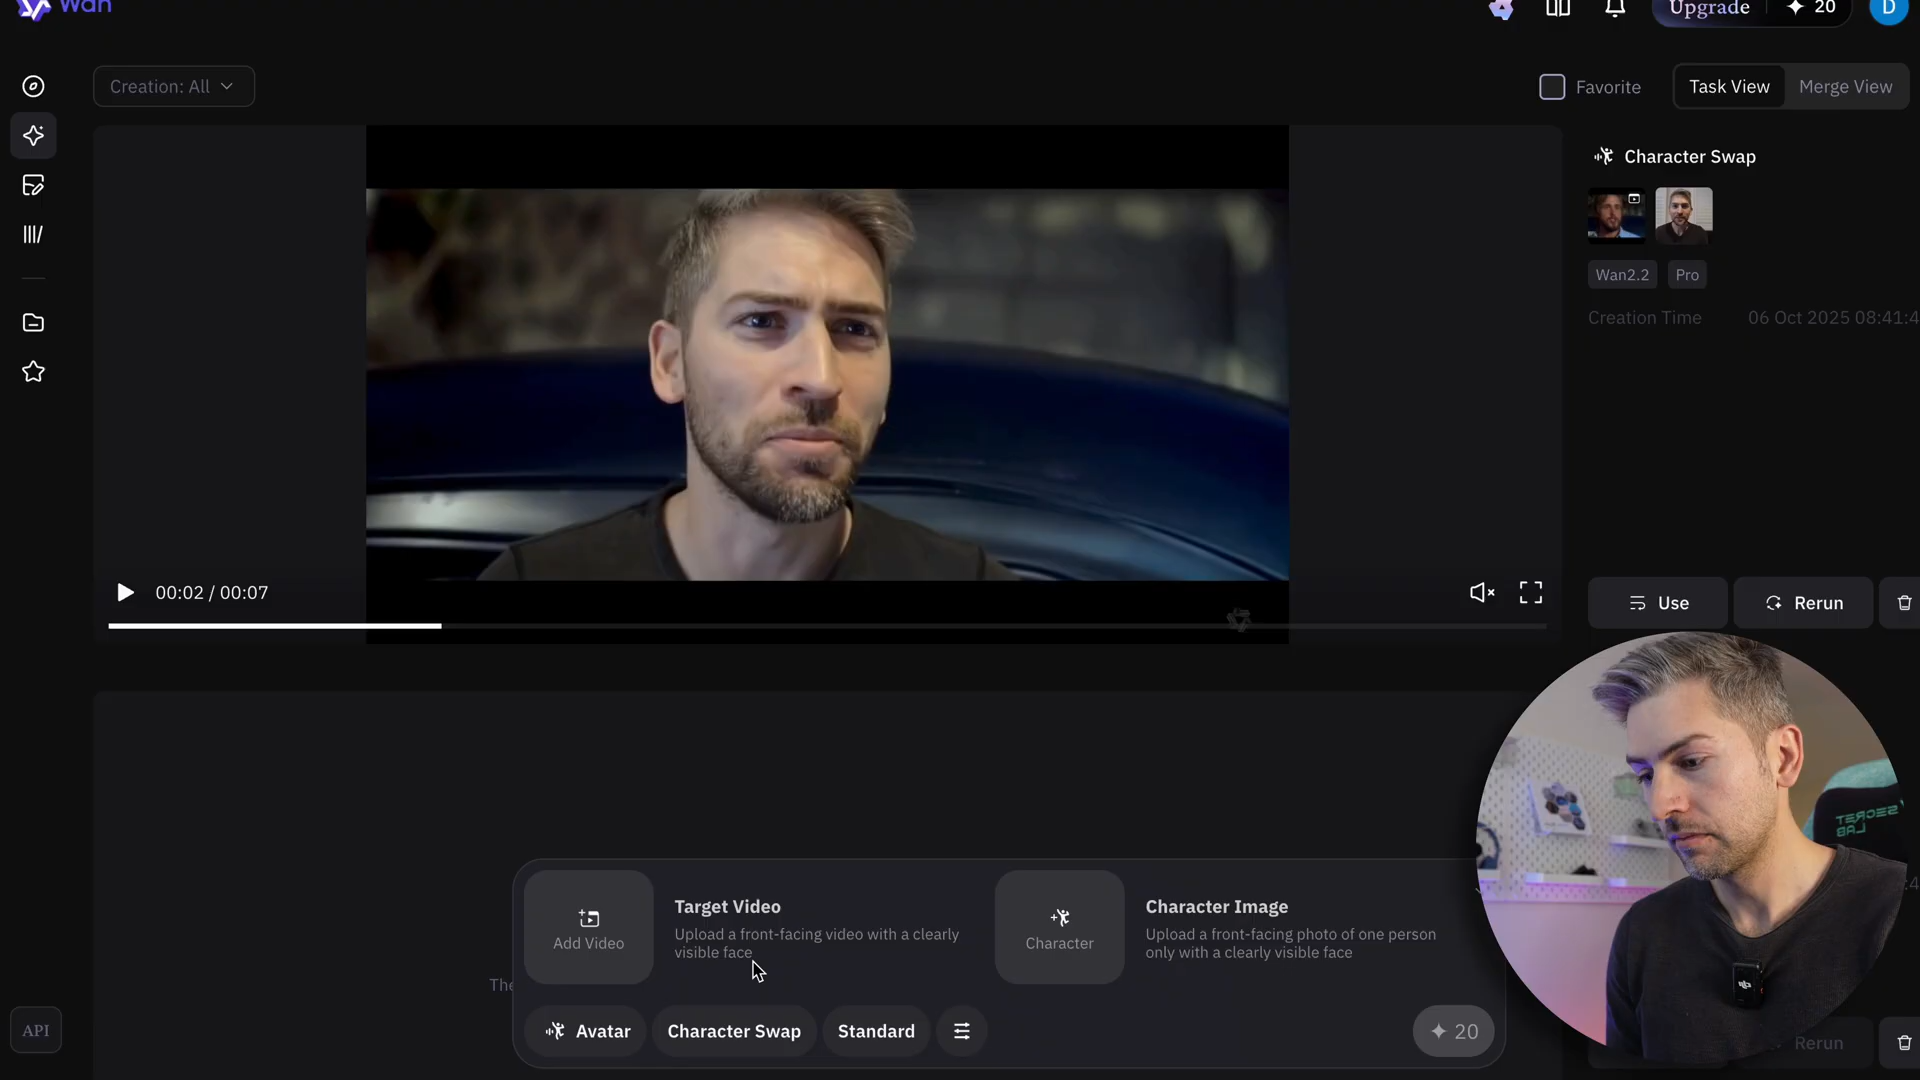 Wan
Upgrade
20
D
Creation: All
Favorite
Task View
Merge View
Character Swap
Wan2.2
Pro
Creation Time
06 Oct 2025 08:41:4
00:02 / 00:07
Use
Rerun
SECRET
LAB
Add Video
Target Video
Upload a front-facing video with a clearly
visible face
Character
Character Image
Upload a front-facing photo of one person
only with a clearly visible face
The
API
Avatar
Character Swap
Standard
20
Rerun